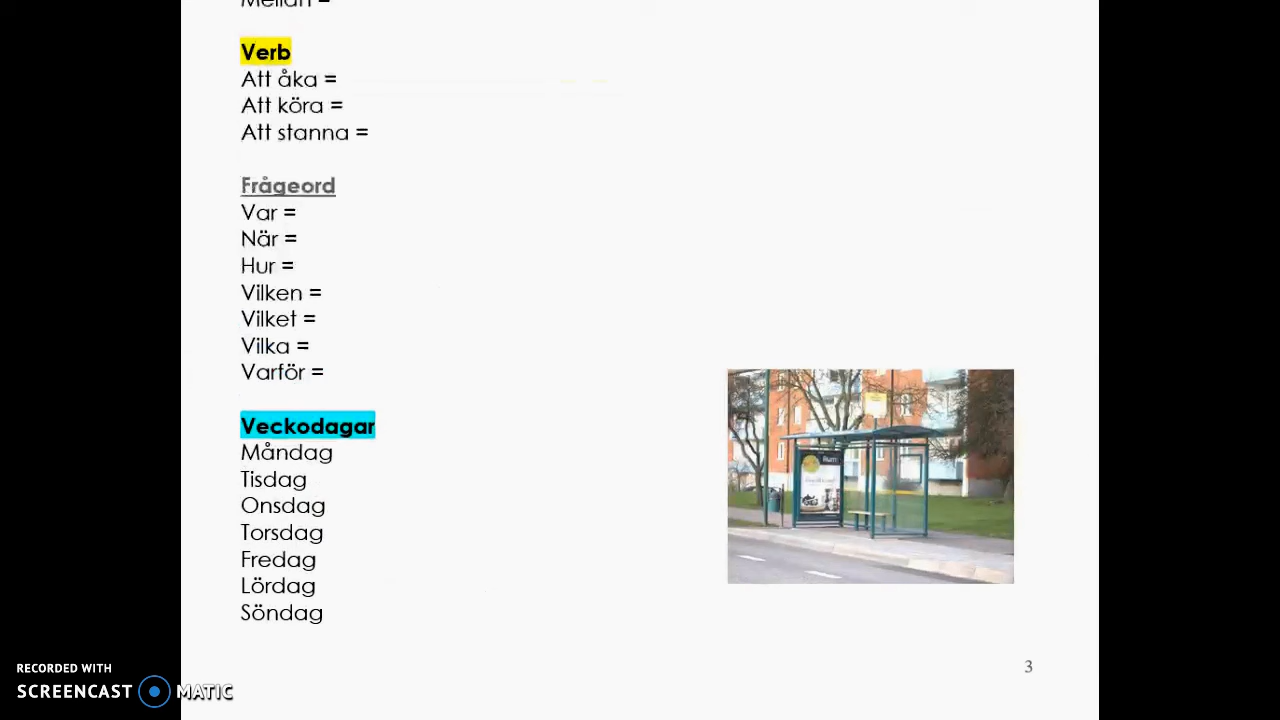 Mellan =
Verb
Att åka =
Att köra =
Att stanna =
Frågeord
Var =
När =
Hur =
Vilken =
Vilket =
Vilka =
Varför =
Veckodagar
Måndag
Tisdag
Onsdag
Torsdag
Fredag
Lördag
Söndag
3
RECORDED WITH
SCREENCAST MATIC